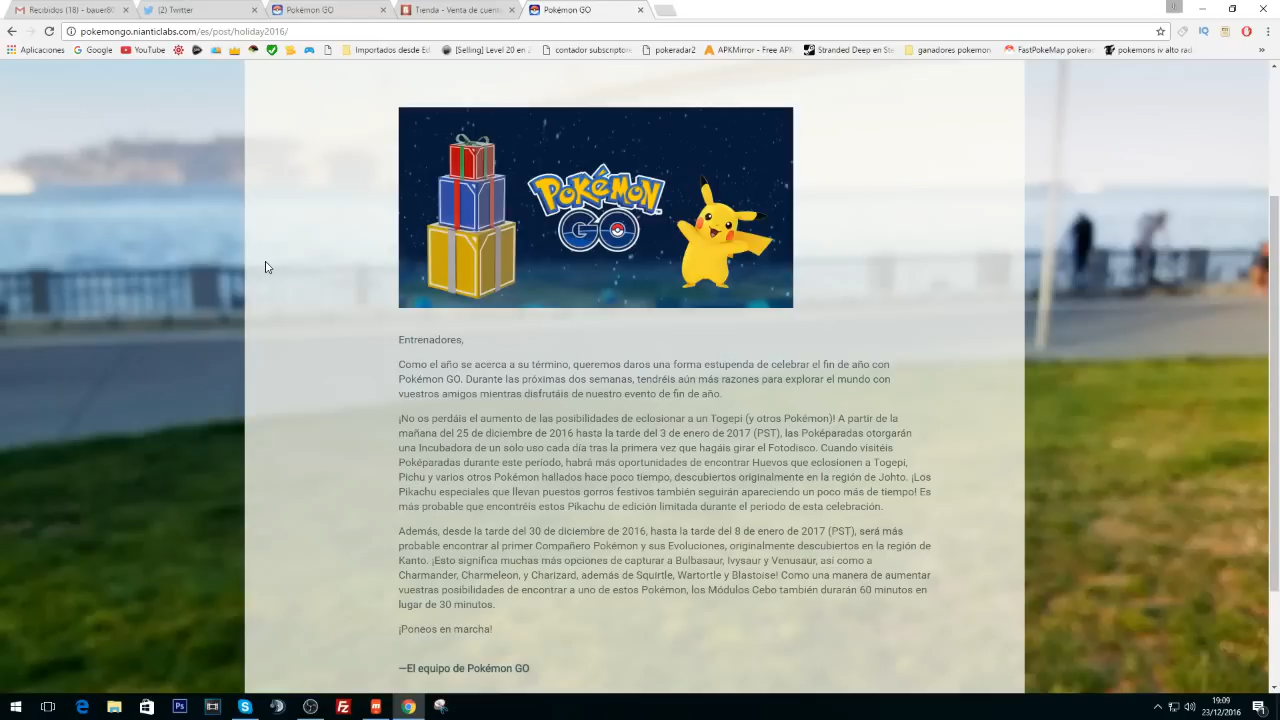 Recibidos (18) - bauer80
(2) Twitter
Pokémon GO
Tienda - Venta de cuent
Pokémon GO
pokemongo.nianticlabs.com/es/post/holiday2016/
Aplicaciones
Google
YouTube
Importados desde Ed
[Selling] Level 20 en 2
contador subscriptore
pokeradar2
APKMirror - Free APK
Stranded Deep en Ste
ganadores pokemon
FastPokeMap pokera
pokemons iv alto rad
»
POKÉMON
GO
Entrenadores,
Como el año se acerca a su término, queremos daros una forma estupenda de celebrar el fin de año con
Pokémon GO. Durante las próximas dos semanas, tendréis aún más razones para explorar el mundo con
vuestros amigos mientras disfrutáis de nuestro evento de fin de año.
¡No os perdáis el aumento de las posibilidades de eclosionar a un Togepi (y otros Pokémon)! A partir de la
mañana del 25 de diciembre de 2016 hasta la tarde del 3 de enero de 2017 (PST), las Poképaradas otorgarán
una Incubadora de un solo uso cada día tras la primera vez que hagáis girar el Fotodisco. Cuando visitéis
Poképaradas durante este periodo, habrá más oportunidades de encontrar Huevos que eclosionen a Togepi,
Pichu y varios otros Pokémon hallados hace poco tiempo, descubiertos originalmente en la región de Johto. ¡Los
Pikachu especiales que llevan puestos gorros festivos también seguirán apareciendo un poco más de tiempo! Es
más probable que encontréis estos Pikachu de edición limitada durante el periodo de esta celebración.
Además, desde la tarde del 30 de diciembre de 2016, hasta la tarde del 8 de enero de 2017 (PST), será más
probable encontrar al primer Compañero Pokémon y sus Evoluciones, originalmente descubiertos en la región de
Kanto. ¡Esto significa muchas más opciones de capturar a Bulbasaur, Ivysaur y Venusaur, así como a
Charmander, Charmeleon, y Charizard, además de Squirtle, Wartortle y Blastoise! Como una manera de aumentar
vuestras posibilidades de encontrar a uno de estos Pokémon, los Módulos Cebo también durarán 60 minutos en
lugar de 30 minutos.
¡Poneos en marcha!
—El equipo de Pokémon GO
19:09
23/12/2016